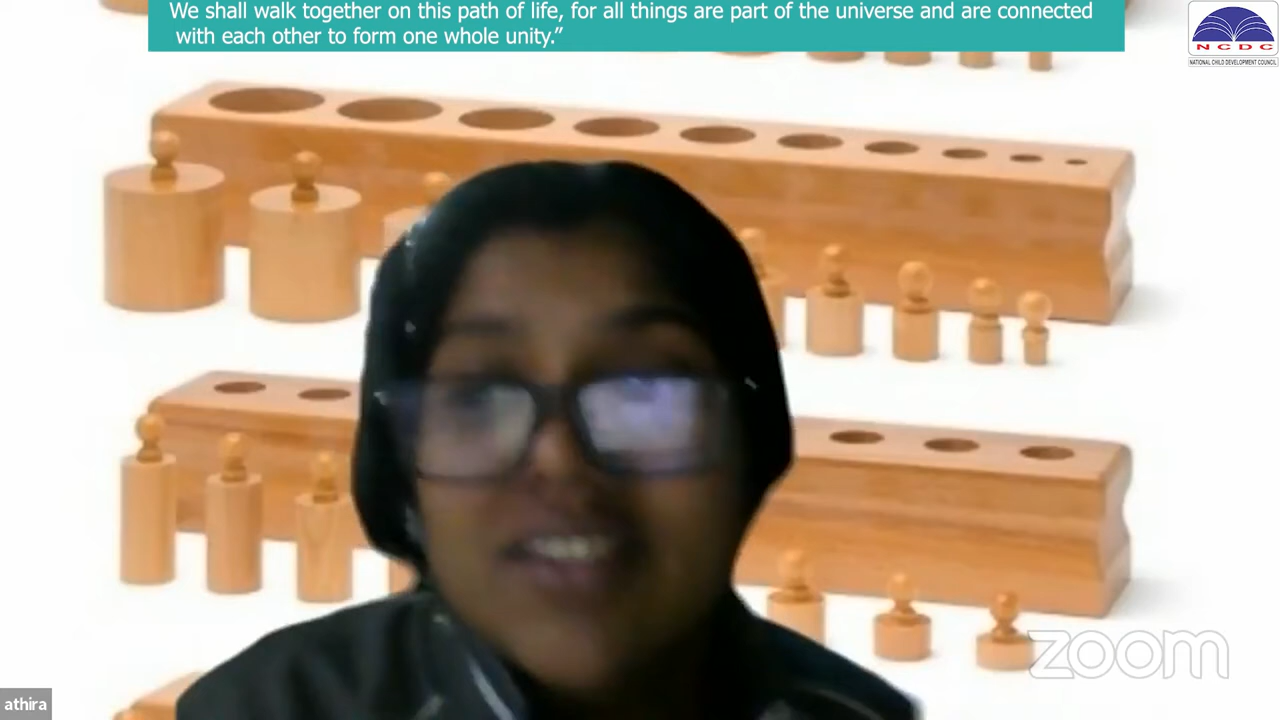 We shall walk together on this path of life, for all things are part of the universe and are connected
with each other to form one whole unity.”
NCDC
NATIONAL CHILD DEVELOPMENT COUNCIL
zoom
athira